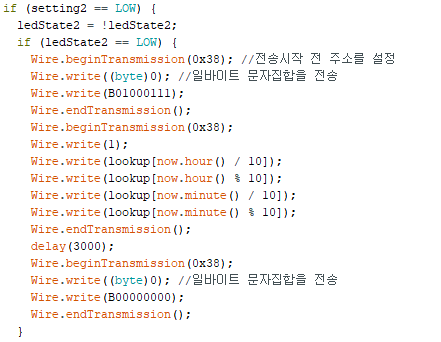 if (setting2 == LOW) {
ledState2 = !ledState2;
if (ledState2 == LOW) {
Wire.beginTransmission(0x38); //전송시작 전 주소를 설정
Wire.write((byte)0); //일바이트 문자집합을 전송
Wire.write(B01000111);
Wire.endTransmission();
Wire.beginTransmission(0x38);
Wire.write(1);
Wire.write(lookup[now.hour() / 10]);
Wire.write(lookup[now.hour() % 10]);
Wire.write(lookup[now.minute() / 10]);
Wire.write(lookup[now.minute() % 10]);
Wire.endTransmission();
delay(3000);
Wire.beginTransmission(0x38);
Wire.write((byte)0); //일바이트 문자집합을 전송
Wire.write(B00000000);
Wire.endTransmission();
}